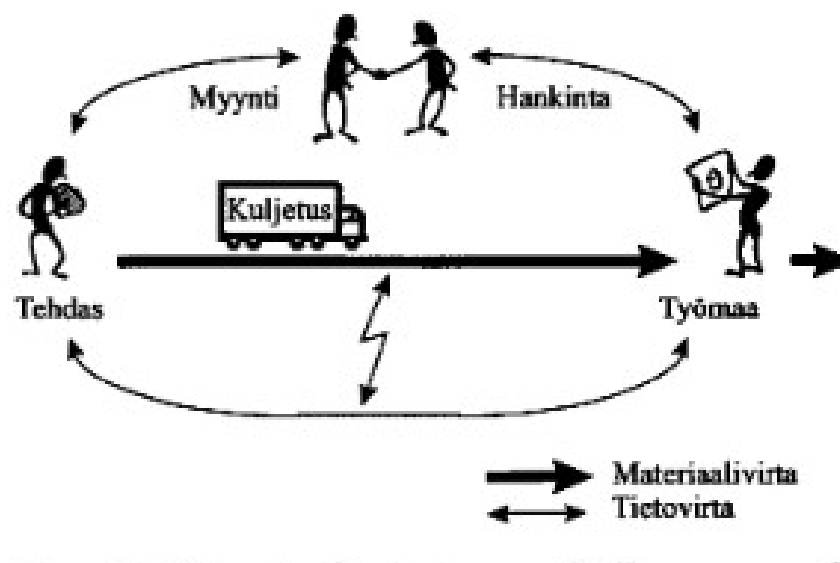 Myynti
Hankinta
Kuljetus
Tehdas
Työmaa
Materiaalivirta
Tietovirta